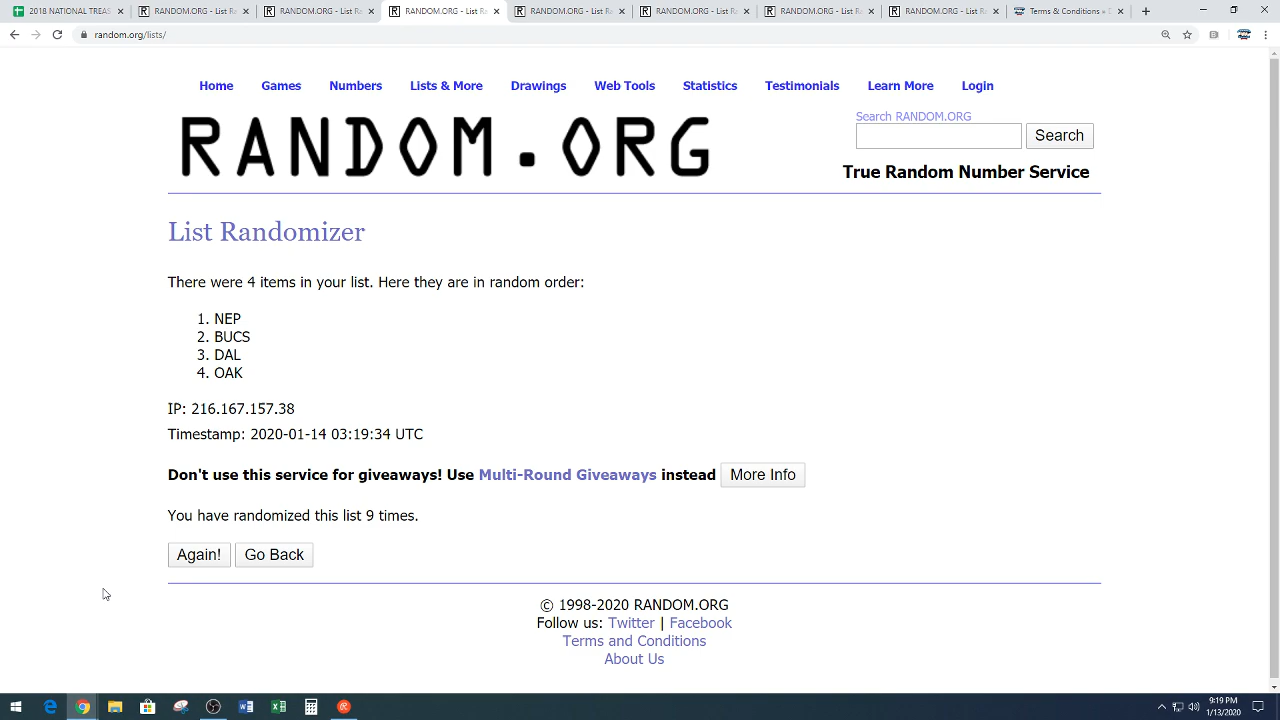 2018 NATIONAL TREAS
RANDOM.ORG - List Ra
RANDOM.ORG - List Ra
RANDOM.ORG - List Ra
RANDOM.ORG - List Ra
RANDOM.ORG - List Ra
RANDOM.ORG - List Ra
RANDOM.ORG - List Ra
Terms & Conditions »
random.org/lists/
Home Games Numbers Lists & More Drawings Web Tools Statistics Testimonials Learn More Login
Search RANDOM.ORG
RANDOM.ORG
Search
True Random Number Service
List Randomizer
There were 4 items in your list. Here they are in random order:
1. NEP
2. BUCS
3. DAL
4. OAK
IP: 216.167.157.38
Timestamp: 2020-01-14 03:19:34 UTC
Don't use this service for giveaways! Use Multi-Round Giveaways instead More Info
You have randomized this list 9 times.
Again! Go Back
© 1998-2020 RANDOM.ORG
Follow us: Twitter | Facebook
Terms and Conditions
About Us
9:19 PM
1/13/2020